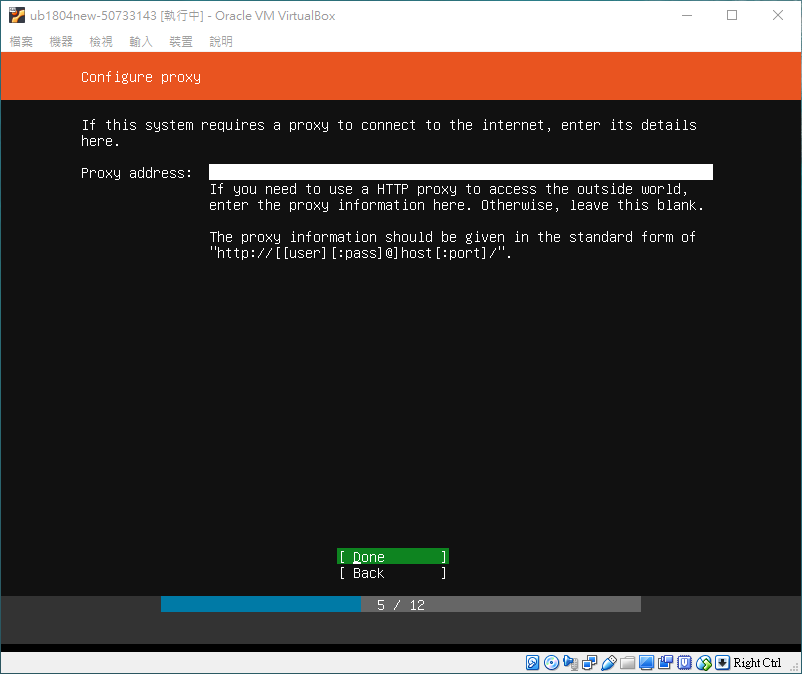 ub1804new-50733143 [執行中] - Oracle VM VirtualBox
檔案 機器 檢視 輸入 裝置 說明
Configure proxy
If this system requires a proxy to connect to the internet, enter its details
here.
Proxy address:
If you need to use a HTTP proxy to access the outside world,
enter the proxy information here. Otherwise, leave this blank.
The proxy information should be given in the standard form of
"http://[[user][:pass]@]host[:port]/".
[ Done ]
[ Back ]
5 / 12
Right Ctrl